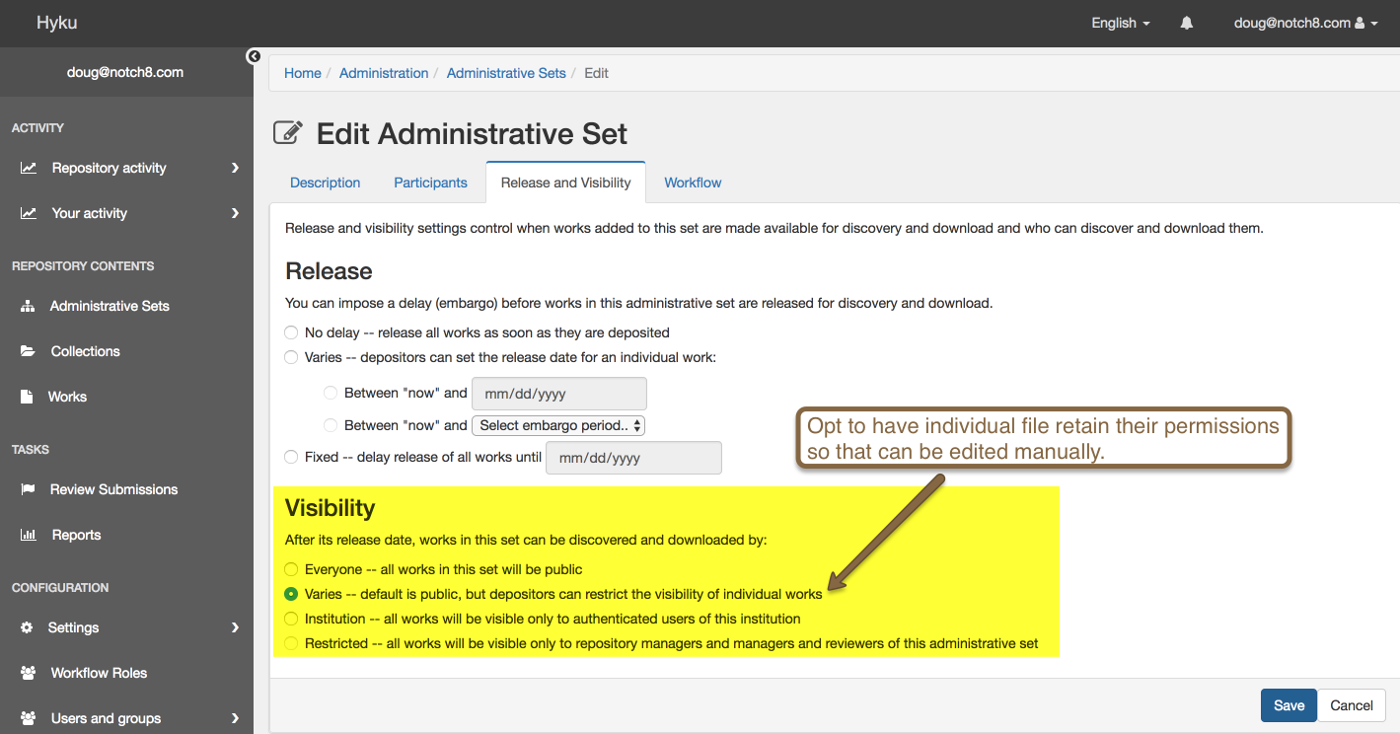 Hyku
English
doug@notch8.com
doug@notch8.com
ACTIVITY
Repository activity
Your activity
REPOSITORY CONTENTS
Administrative Sets
Collections
Works
TASKS
Review Submissions
Reports
CONFIGURATION
Settings
Workflow Roles
Users and groups
Home / Administration / Administrative Sets / Edit
Edit Administrative Set
Description Participants Release and Visibility Workflow
Release and visibility settings control when works added to this set are made available for discovery and download and who can discover and download them.
Release
You can impose a delay (embargo) before works in this administrative set are released for discovery and download.
No delay -- release all works as soon as they are deposited
Varies -- depositors can set the release date for an individual work:
Between "now" and mm/dd/yyyy
Between "now" and Select embargo period..
Fixed -- delay release of all works until mm/dd/yyyy
Opt to have individual file retain their permissions
so that can be edited manually.
Visibility
After its release date, works in this set can be discovered and downloaded by:
Everyone -- all works in this set will be public
Varies -- default is public, but depositors can restrict the visibility of individual works
Institution -- all works will be visible only to authenticated users of this institution
Restricted -- all works will be visible only to repository managers and managers and reviewers of this administrative set
Save Cancel